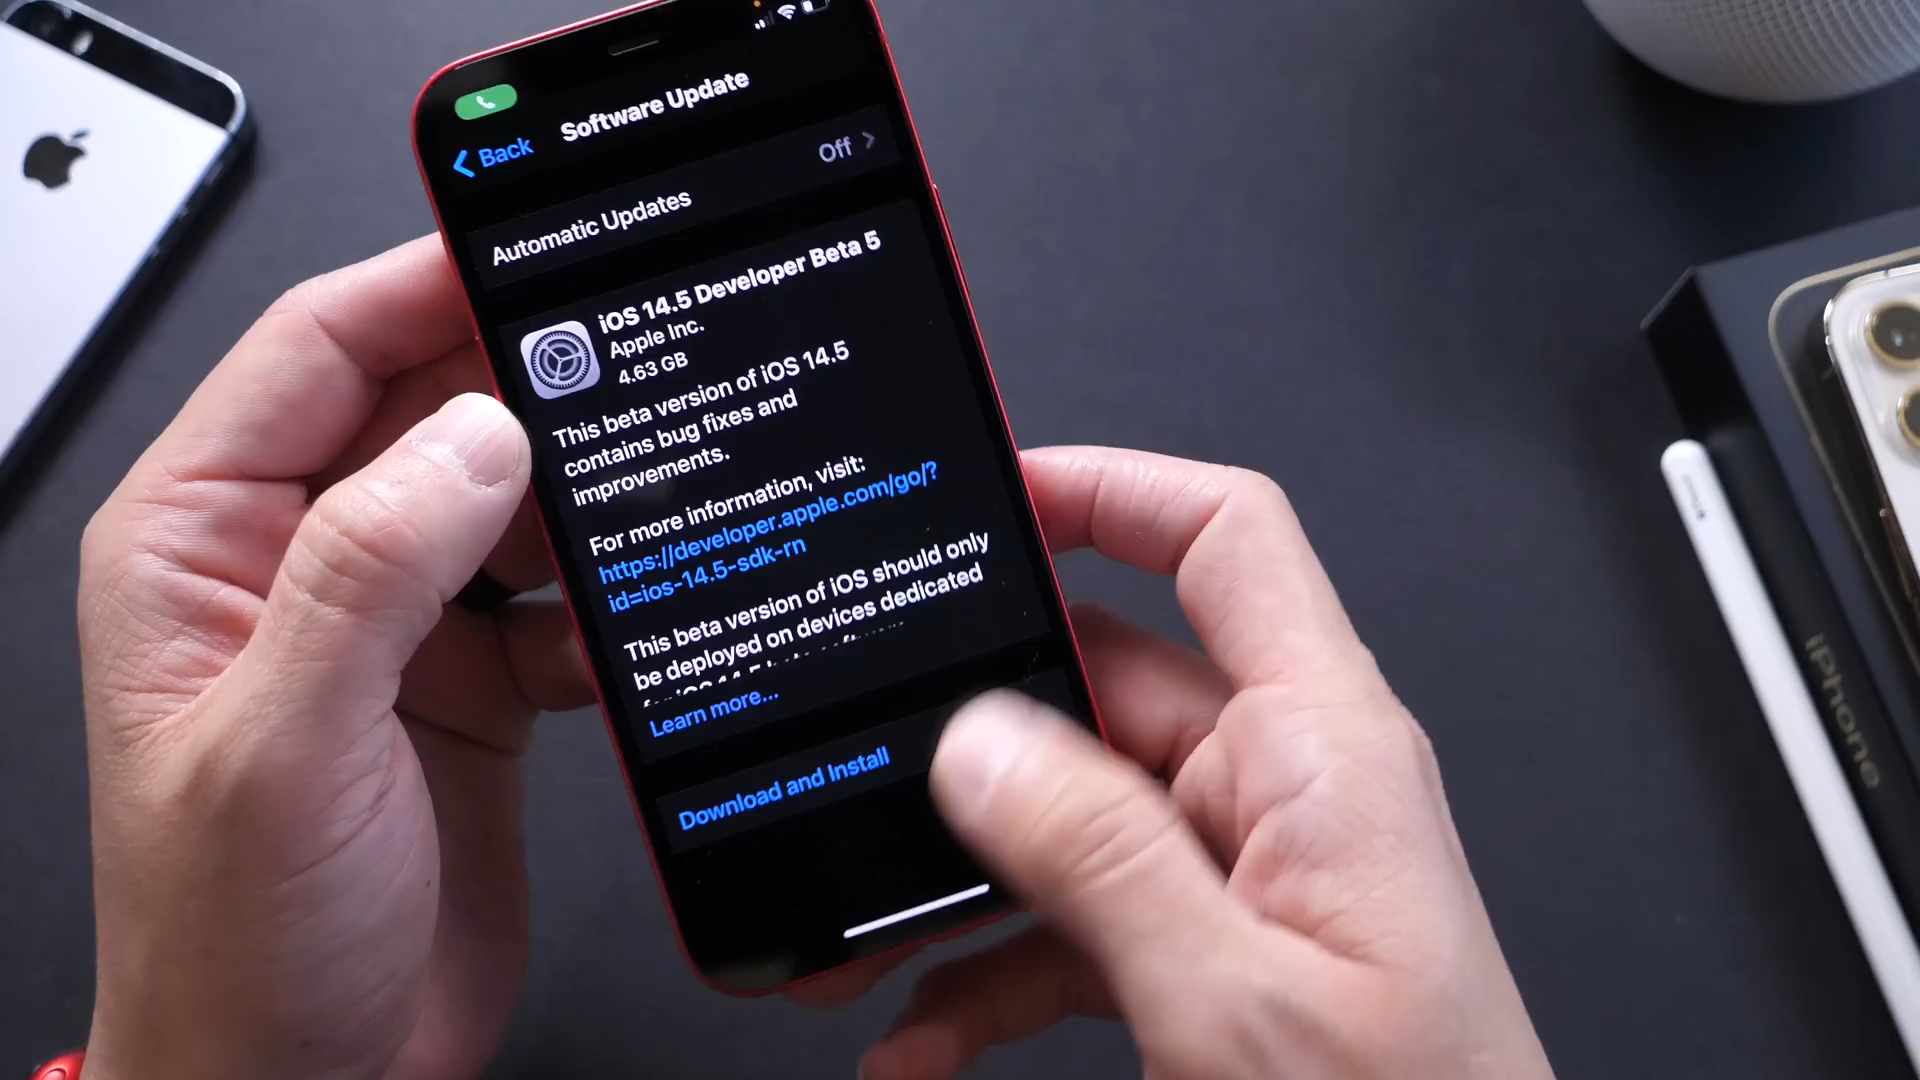 Software Update
Back
Automatic Updates
Off
iOS 14.5 Developer Beta 5
Apple Inc.
4.63 GB
This beta version of iOS 14.5
contains bug fixes and
improvements.
For more information, visit:
https://developer.apple.com/go/?
id=ios-14.5-sdk-rn
This beta version of iOS should only
be deployed on devices dedicated
Learn more...
Download and Install
iPhone